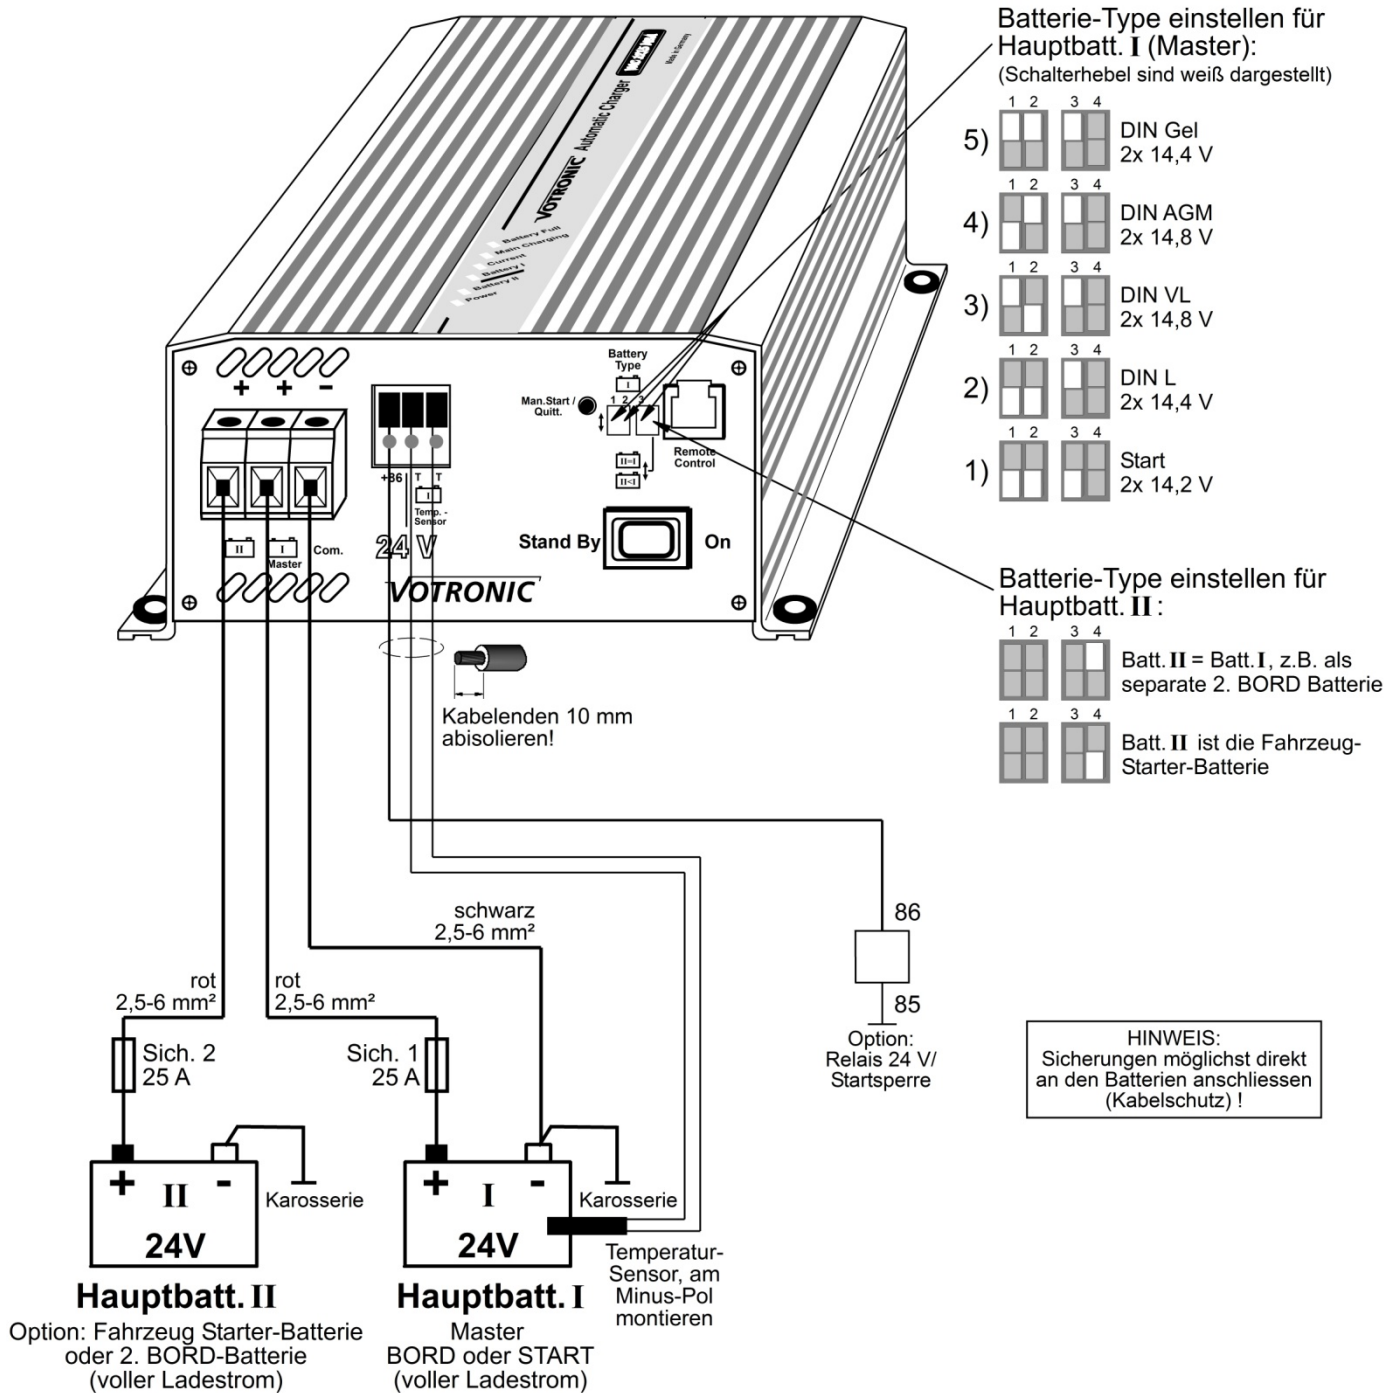 Batterie-Type einstellen für
Hauptbatt. I (Master):
(Schalterhebel sind weiß dargestellt)
1 2 3 4
5) DIN Gel
2x 14,4 V
1 2 3 4
4) DIN AGM
2x 14,8 V
1 2 3 4
3) DIN VL
2x 14,8 V
1 2 3 4
2) DIN L
2x 14,4 V
1 2 3 4
1) Start
2x 14,2 V
VOTRONIC Automatic Charger
Made in Germany
Battery Full
Main Charging
Current
Battery I
Battery II
Power
+ + -
Battery
Type
I
Man.Start /
Quitt.
1 2 3
II=I
II<I
Remote
Control
+86 T T
I
Temp. -
Sensor
24 V
II I Com.
Master
Stand By On
VOTRONIC
Batterie-Type einstellen für
Hauptbatt. II :
1 2 3 4
Batt. II = Batt. I, z.B. als
separate 2. BORD Batterie
1 2 3 4
Batt. II ist die Fahrzeug-
Starter-Batterie
Kabelenden 10 mm
abisolieren!
schwarz
2,5-6 mm²
86
85
Option:
Relais 24 V/
Startsperre
rot
2,5-6 mm²
rot
2,5-6 mm²
Sich. 2
25 A
Sich. 1
25 A
HINWEIS:
Sicherungen möglichst direkt
an den Batterien anschliessen
(Kabelschutz) !
+ II -
24V
Karosserie
+ I -
24V
Karosserie
Temperatur-
Sensor, am
Minus-Pol
montieren
Hauptbatt. II
Option: Fahrzeug Starter-Batterie
oder 2. BORD-Batterie
(voller Ladestrom)
Hauptbatt. I
Master
BORD oder START
(voller Ladestrom)